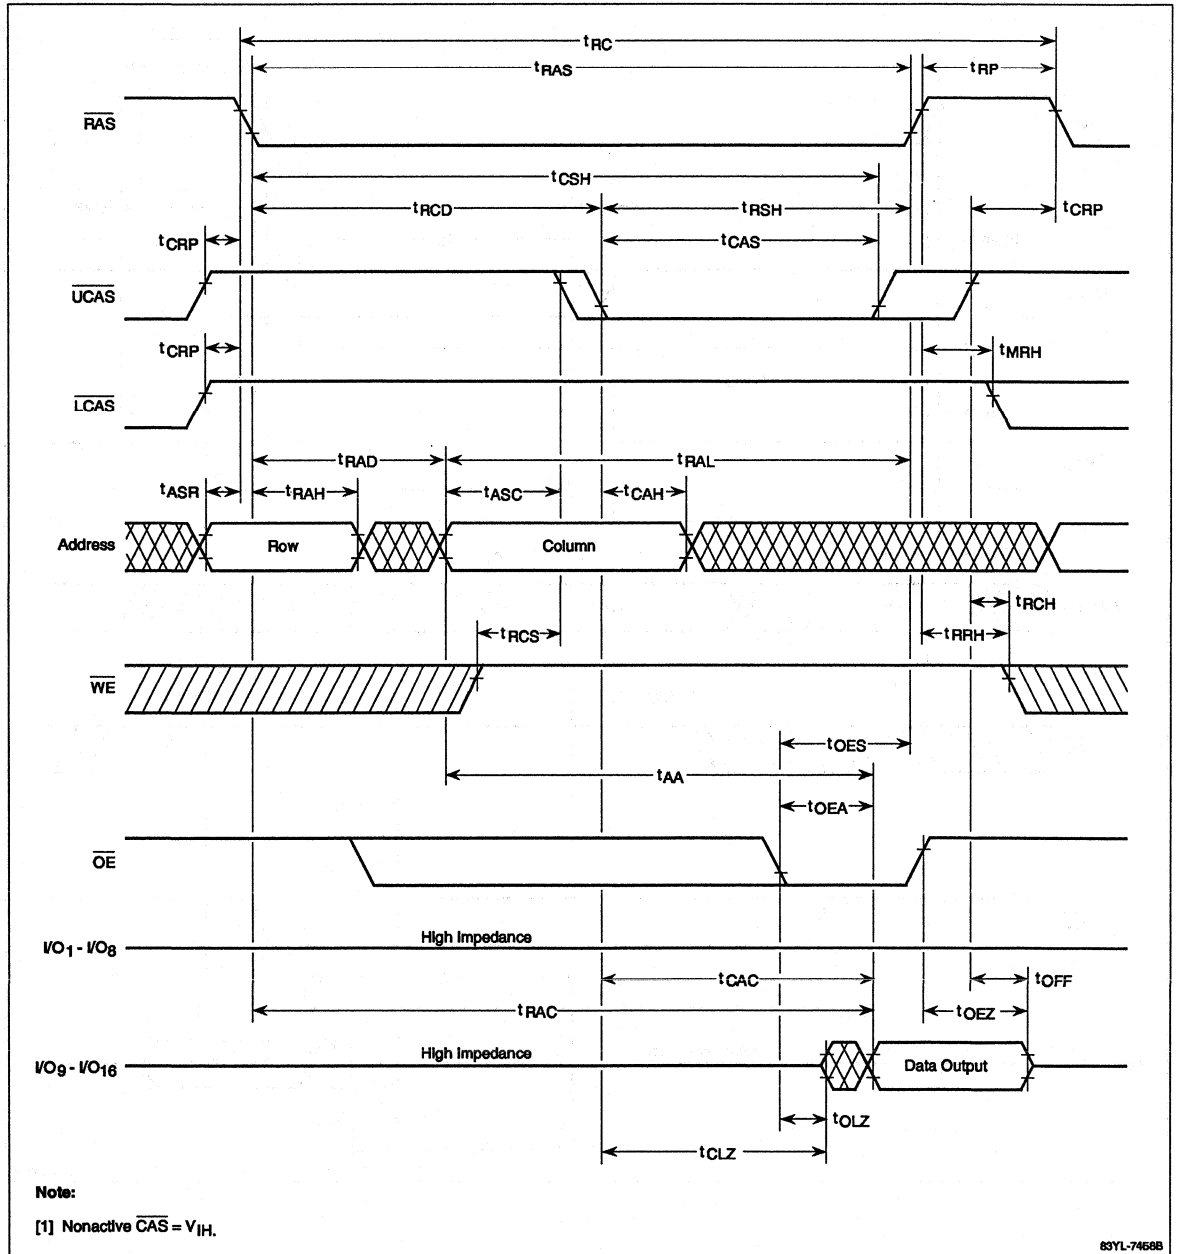 tRC
tRAS
tRP
RAS
tCSH
tRCD
tRSH
tCRP
tCRP
tCAS
UCAS
tCRP
tMRH
LCAS
tRAD
tRAL
tASR
tRAH
tASC
tCAH
Address
Row
Column
tRCH
tRCS
tRRH
WE
tOES
tAA
tOEA
OE
I/O1 - I/O8
High Impedance
tCAC
tOFF
tRAC
tOEZ
I/O9 - I/O16
High Impedance
Data Output
tOLZ
tCLZ
Note:
[1] Nonactive CAS = VIH.
83YL-7458B